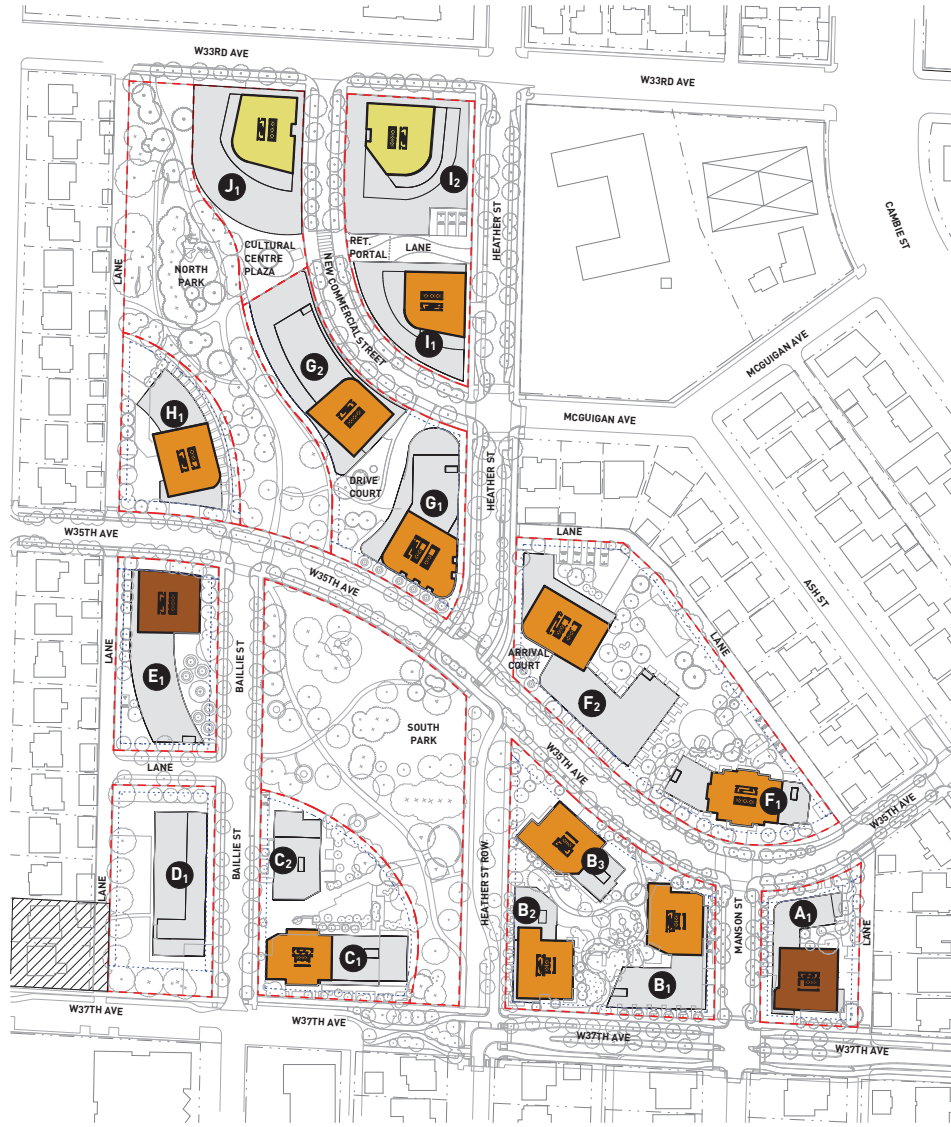 W33RD AVE
W33RD AVE
J1
I2
CULTURAL
CENTRE
PLAZA
RET.
PORTAL
LANE
HEATHER ST
CAMBIE ST
LANE
NORTH
PARK
NEW COMMERCIAL STREET
I1
G2
MCGUIGAN AVE
H1
MCGUIGAN AVE
DRIVE
COURT
G1
HEATHER ST
W35TH AVE
LANE
W35TH AVE
ASH ST
LANE
LANE
BAILLIE ST
ARRIVAL
COURT
E1
F2
SOUTH
PARK
W35TH AVE
LANE
F1
W35TH AVE
BAILLIE ST
C2
B3
LANE
D1
HEATHER ST ROW
B2
MANSON ST
A1
LANE
C1
B1
W37TH AVE
W37TH AVE
W37TH AVE
W37TH AVE